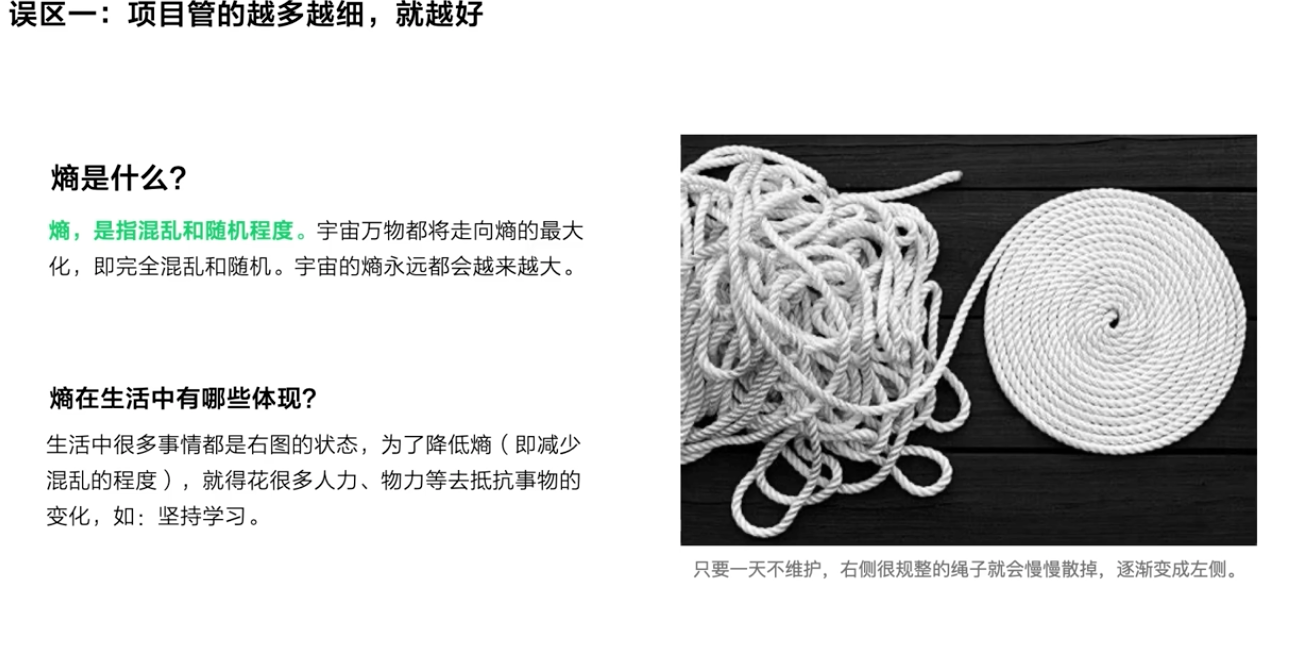 误区一：项目管的越多越细，就越好
熵是什么？
熵，是指混乱和随机程度。宇宙万物都将走向熵的最大
化，即完全混乱和随机。宇宙的熵永远都会越来越大。
熵在生活中有哪些体现？
生活中很多事情都是右图的状态，为了降低熵（即减少
混乱的程度），就得花很多人力、物力等去抵抗事物的
变化，如：坚持学习。
只要一天不维护，右侧很规整的绳子就会慢慢散掉，逐渐变成左侧。